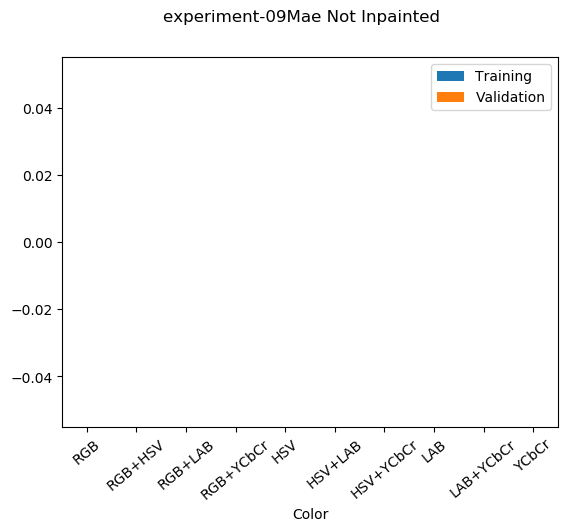 experiment-09Mae Not Inpainted
Training
Validation
0.04
0.02
0.00
−0.02
−0.04
RGB
RGB+HSV
RGB+LAB
RGB+YCbCr
HSV
HSV+LAB
HSV+YCbCr
LAB
LAB+YCbCr
YCbCr
Color